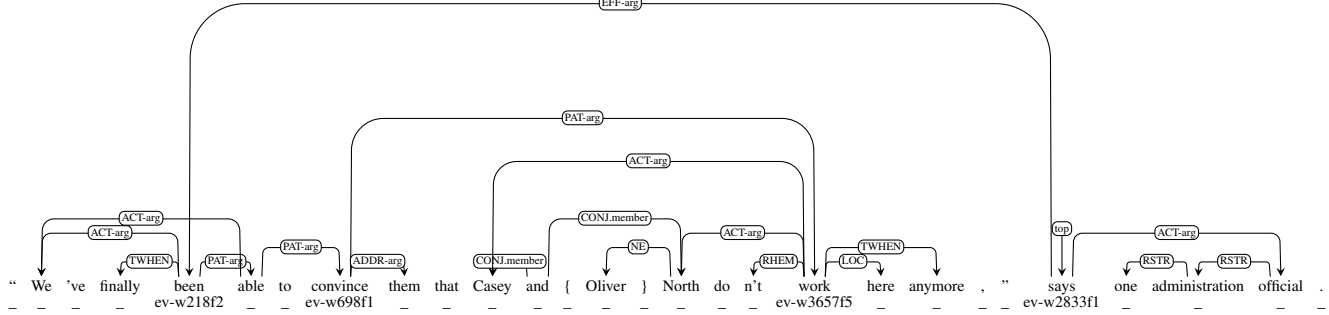 EFF-arg
PAT-arg
ACT-arg
ACT-arg CONJ.member top
ACT-arg ACT-arg TWHEN ACT-arg
PAT-arg NE
TWHEN PAT-arg ADDR-arg CONJ.member RHEM LOC RSTR RSTR
“ We ’ve finally been able to convince them that Casey and { Oliver } North do n’t work here anymore , ” says one administration official .
ev-w218f2 ev-w698f1 ev-w3657f5 ev-w2833f1
_ _ _ _ _ _ _ _ _ _ _ _ _ _ _ _ _ _ _ _ _ _ _ _